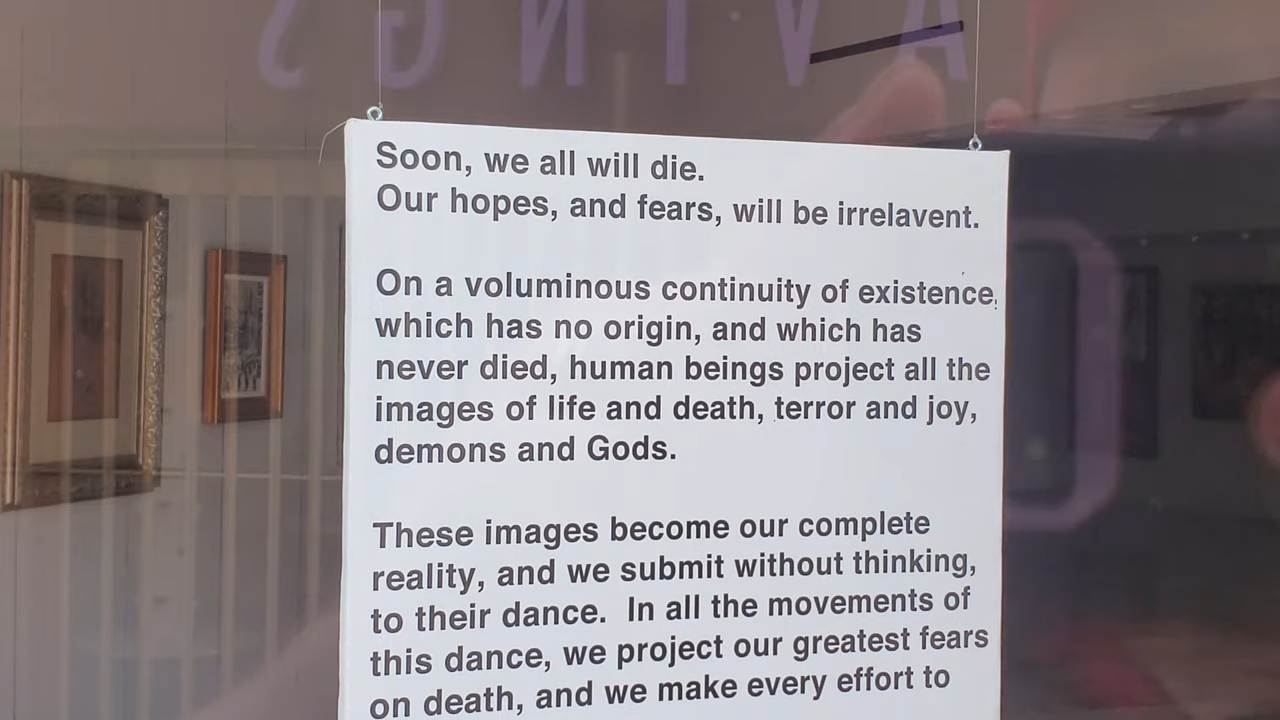 AVINGS
Soon, we all will die.
Our hopes, and fears, will be irrelavent.
On a voluminous continuity of existence,
which has no origin, and which has
never died, human beings project all the
images of life and death, terror and joy,
demons and Gods.
These images become our complete
reality, and we submit without thinking,
to their dance.  In all the movements of
this dance, we project our greatest fears
on death, and we make every effort to